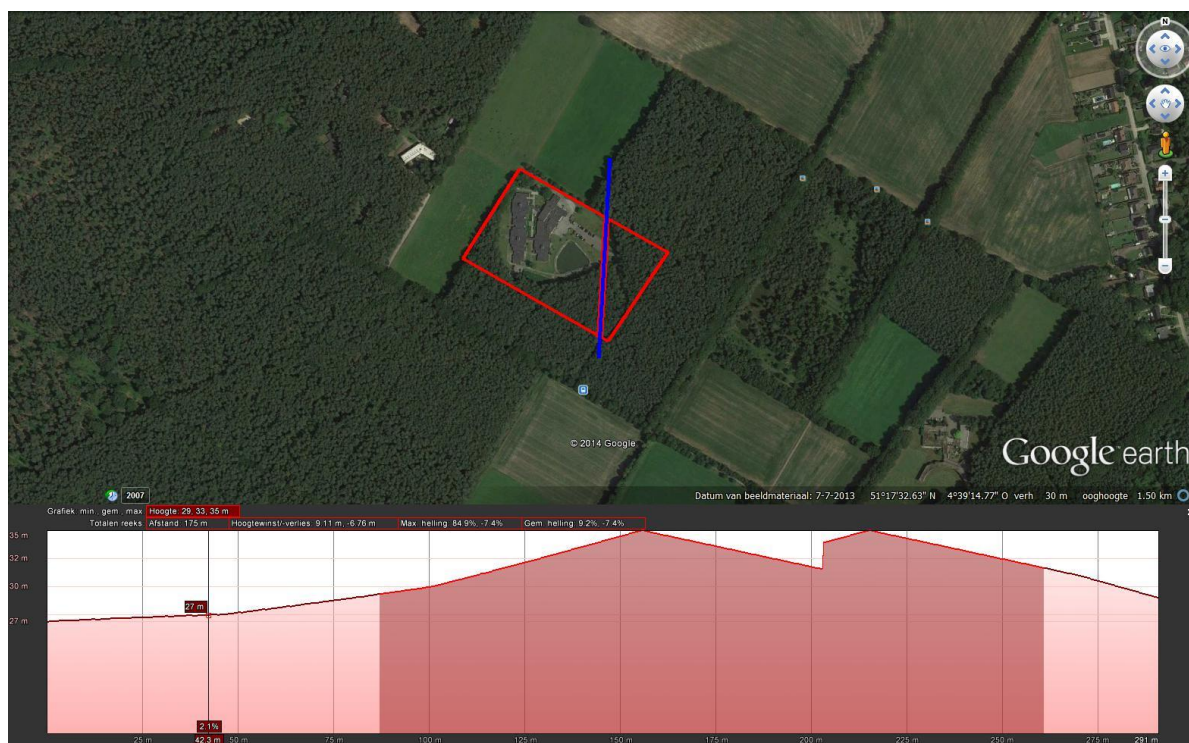 N
© 2014 Google
Google earth
2007
Datum van beeldmateriaal: 7-7-2013 51°17'32.63" N 4°39'14.77" O verh 30 m ooghoogte 1.50 km
Grafiek min, gem, max Hoogte: 29, 33, 35 m
Totalen reeks Afstand: 175 m Hoogtewinst/-verlies: 9.11 m, -6.76 m Max helling: 84.9%, -7.4% Gem. helling: 9.2%, -7.4%
35 m
32 m
30 m
27 m
27 m
2.1%
25 m 42.3 m 50 m 75 m 100 m 125 m 150 m 175 m 200 m 225 m 250 m 275 m 291 m